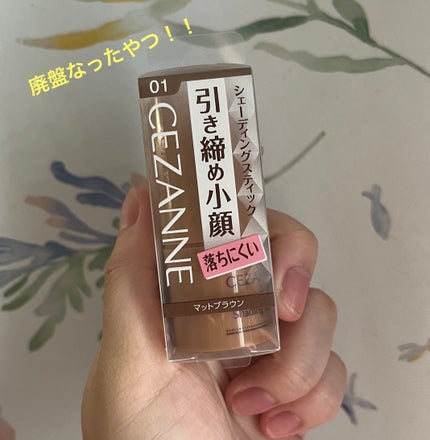 廃盤なったやつ！！
01
CEZANNE
シェーディングスティック
引き締め小顔
落ちにくい
マットブラウン